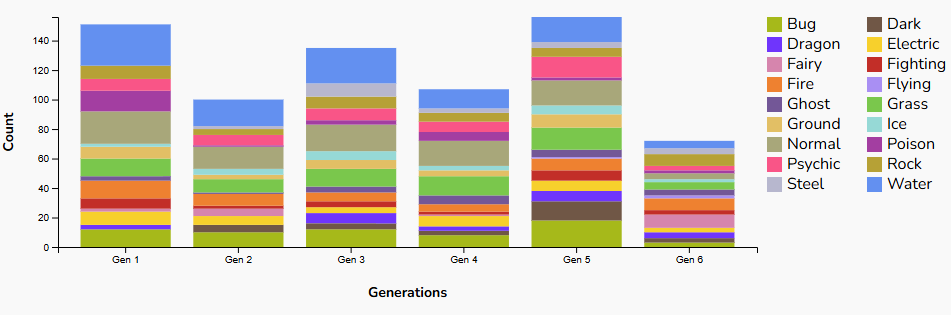 140
120
100
80
60
40
20
0
Count
Gen 1 Gen 2 Gen 3 Gen 4 Gen 5 Gen 6
Generations
Bug Dark
Dragon Electric
Fairy Fighting
Fire Flying
Ghost Grass
Ground Ice
Normal Poison
Psychic Rock
Steel Water